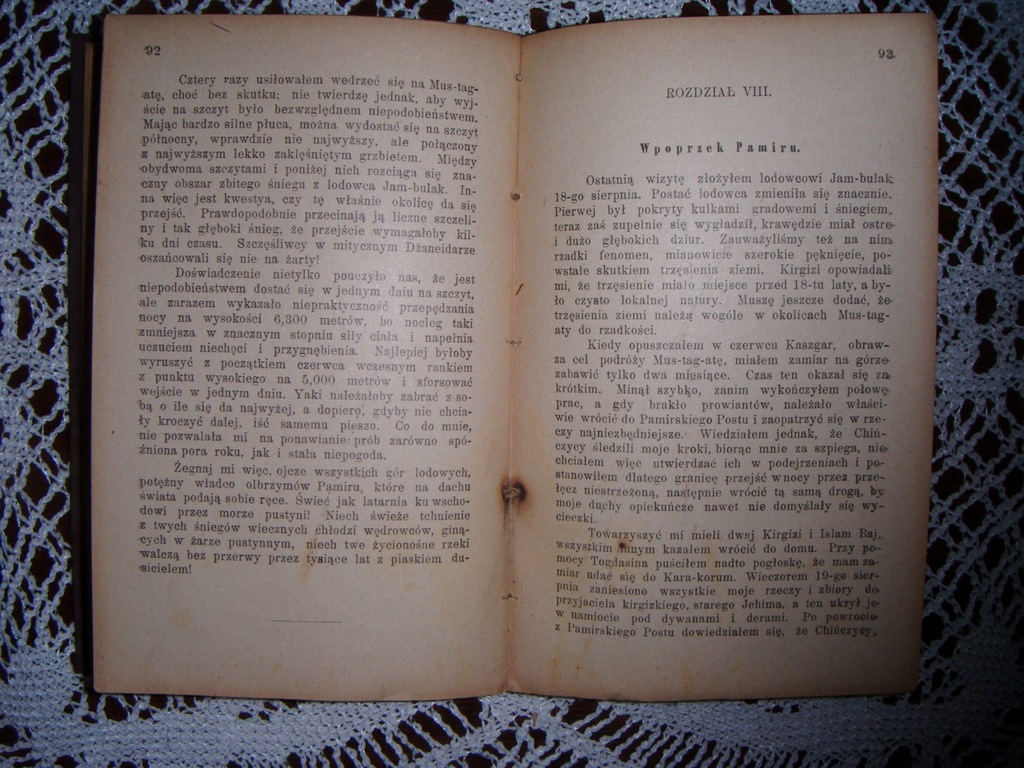 92
Cztery razy usiłowałem wedrzeć się na Mus-tag-
atę, choć bez skutku; nie twierdzę jednak, aby wyj-
ście na szczyt było bezwzględnem niepodobieństwem.
Mając bardzo silne płuca, można wydostać się na szczyt
północny, wprawdzie nie najwyższy, ale połączony
z najwyższym lekko zaklęśniętym grzbietem. Między
obydwoma szczytami i poniżej nich rozciąga się zna-
czny obszar zbitego śniegu z lodowca Jam-bulak. In-
na więc jest kwestya, czy tę właśnie okolicę da się
przejść. Prawdopodobnie przecinają ją liczne szczeli-
ny i tak głęboki śnieg, że przejście wymagałoby kil-
ku dni czasu. Szczęśliwcy w mitycznym Dżaneidarze
oszańcowali się nie na żarty!
Doświadczenie nietylko pouczyło nas, że jest
niepodobieństwem dostać się w jednym dniu na szczyt,
ale zarazem wykazało niepraktyczność przepędzania
nocy na wysokości 6,300 metrów, bo nocleg taki
zmniejsza w znacznym stopniu siły ciała i napełnia
uczuciem niechęci i przygnębienia. Najlepiej byłoby
wyruszyć z początkiem czerwca wczesnym rankiem
z punktu wysokiego na 5,000 metrów i sforsować
wejście w jednym dniu. Yaki należałoby zabrać z so-
bą o ile się da najwyżej, a dopiero, gdyby nie chcia-
ły kroczyć dalej, iść samemu pieszo. Co do mnie,
nie pozwalała mi na ponawianie prób zarówno spó-
źniona pora roku, jak i stała niepogoda.
Żegnaj mi więc, ojcze wszystkich gór lodowych,
potężny władco olbrzymów Pamiru, które na dachu
świata podają sobie ręce. Świeć jak latarnia ku wscho-
dowi przez morze pustyni! Niech świeże tchnienie
z twych śniegów wiecznych chłodzi wędrowców, giną-
cych w żarze pustynnym, niech twe życionośne rzeki
walczą bez przerwy przez tysiące lat z piaskiem du-
sicielem!
93
ROZDZIAŁ VIII.
Wpoprzek Pamiru.
Ostatnią wizytę złożyłem lodowcowi Jam-bulak
18-go sierpnia. Postać lodowca zmieniła się znacznie.
Pierwej był pokryty kulkami gradowemi i śniegiem,
teraz zaś zupełnie się wygładził, krawędzie miał ostre
i dużo głębokich dziur. Zauważyliśmy też na nim
rzadki fenomen, mianowicie szerokie pęknięcie, po-
wstałe skutkiem trzęsienia ziemi. Kirgizi opowiadali
mi, że trzęsienie miało miejsce przed 18-tu laty, a by-
ło czysto lokalnej natury. Muszę jeszcze dodać, że
trzęsienia ziemi należą wogóle w okolicach Mus-tag-
aty do rzadkości.
Kiedy opuszczałem w czerwcu Kaszgar, obraw-
za cel podróży Mus-tag-atę, miałem zamiar na górze
zabawić tylko dwa miesiące. Czas ten okazał się za
krótkim. Minął szybko, zanim wykończyłem połowę
prac, a gdy brakło prowiantów, należało właści-
wie wrócić do Pamirskiego Postu i zaopatrzyć się w rze-
czy najniezbędniejsze. Wiedziałem jednak, że Chiń-
czycy śledzili moje kroki, biorąc mnie za szpiega, nie
chciałem więc utwierdzać ich w podejrzeniach i po-
stanowiłem dlatego granicę przejść w nocy przez prze-
łęcz niestrzeżoną, następnie wrócić tą samą drogą, by
moje duchy opiekuńcze nawet nie domyślały się wy-
cieczki.
Towarzyszyć mi mieli dwaj Kirgizi i Islam Baj,
wszyszkim innym kazałem wrócić do domu. Przy po-
mocy Togdasina puściłem nadto pogłoskę, że mam za-
miar udać się do Kara-korum. Wieczorem 19-go sier-
pnia zaniesiono wszystkie moje rzeczy i zbiory do
przyjaciela kirgizkiego, starego Jehima, a ten ukrył je
w namiocie pod dywanami i derami. Po powrocie
z Pamirskiego Postu dowiedziałem się, że Chińczycy,